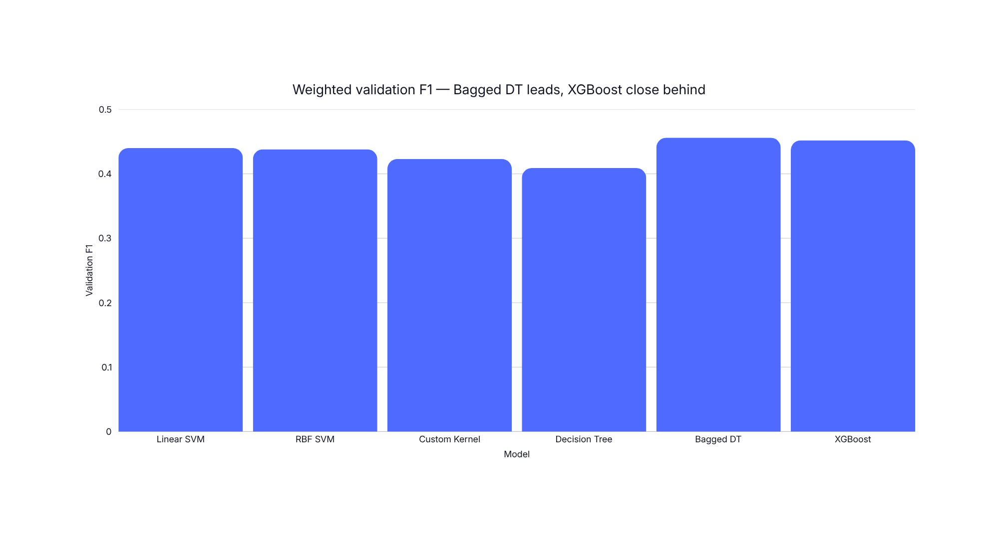 Weighted validation F1 — Bagged DT leads, XGBoost close behind
0.5
0.4
0.3
0.2
0.1
0
Validation F1
Linear SVM
RBF SVM
Custom Kernel
Decision Tree
Bagged DT
XGBoost
Model